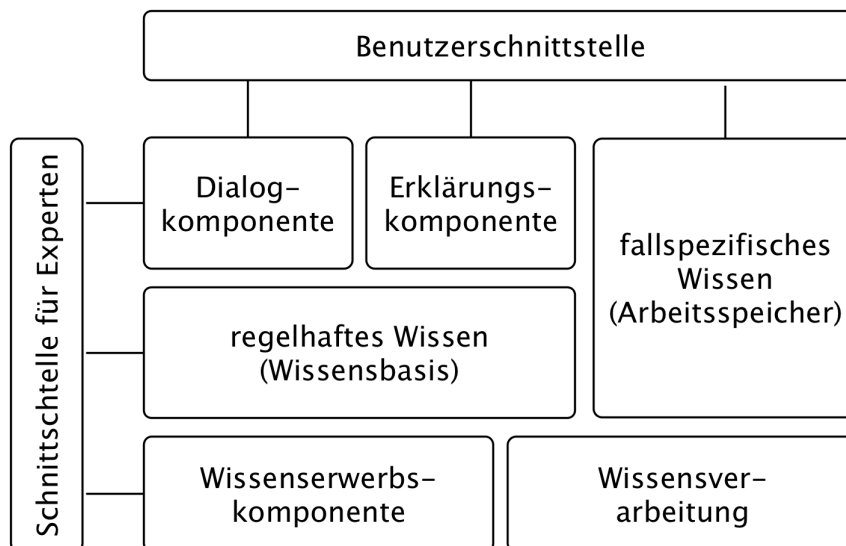 Benutzerschnittstelle
Dialog-
komponente
Erklärungs-
komponente
fallspezifisches
Wissen
(Arbeitsspeicher)
Schnittschtelle für Experten
regelhaftes Wissen
(Wissensbasis)
Wissenserwerbs-
komponente
Wissensver-
arbeitung